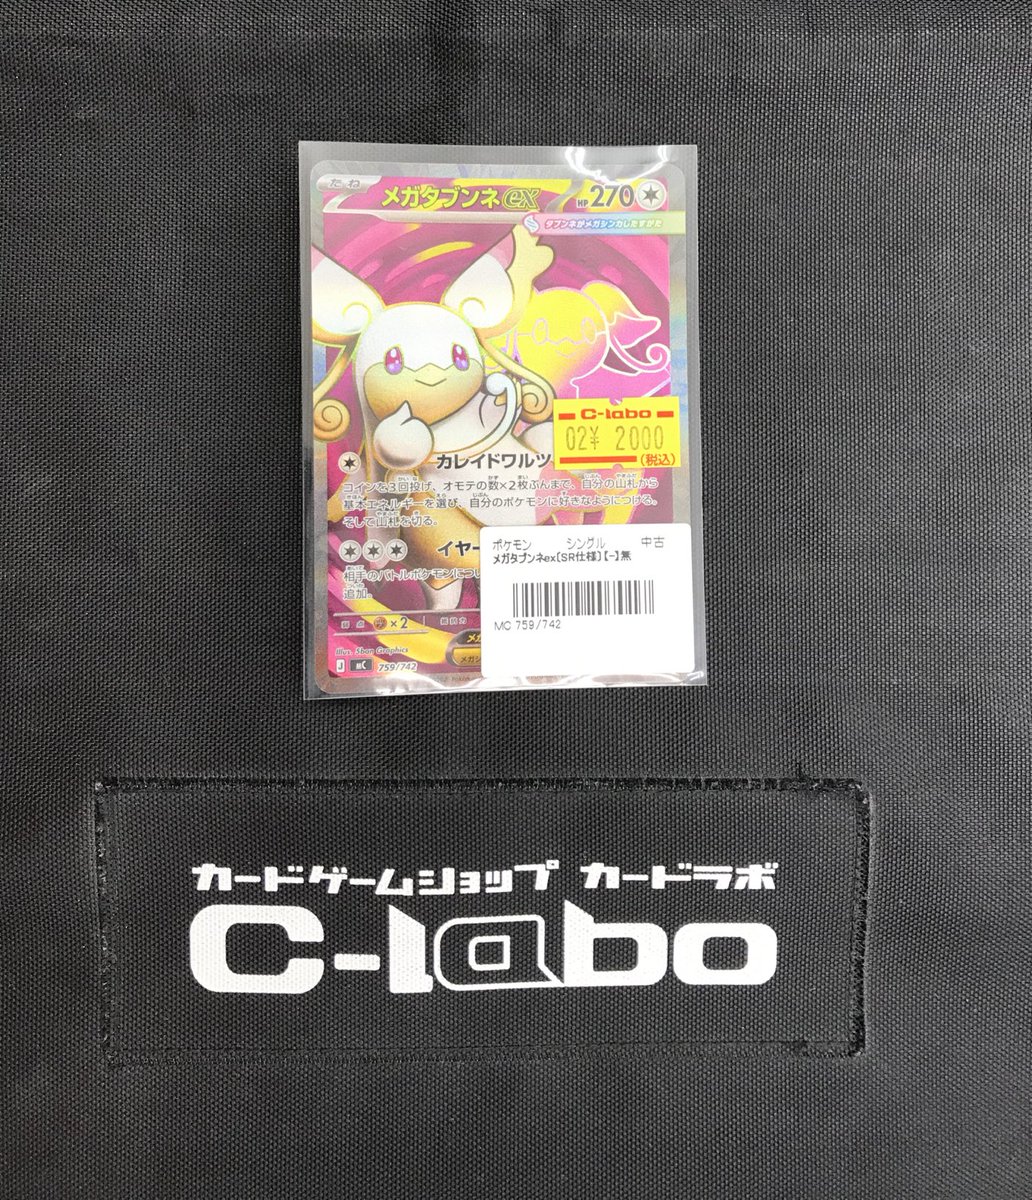 たね
メガタブンネex
HP 270
タブンネがメガシンカしたすがた
C-labo
02¥ 2000
(税込)
カレイドワルツ
コインを3回投げ、オモテの数×2枚ぶんまで、自分の山札から
基本エネルギーを選び、自分のポケモンに好きなようにつける。
そして山札を切る。
イヤー
相手のバトルポケモンについ
追加。
ポケモン シングル 中古
メガタブンネex[SR仕様]【-】無
MC 759/742
弱点 ×2 抵抗力
Illus. 5ban Graphics
J MC 759/742
カードゲームショップ カードラボ
C-labo